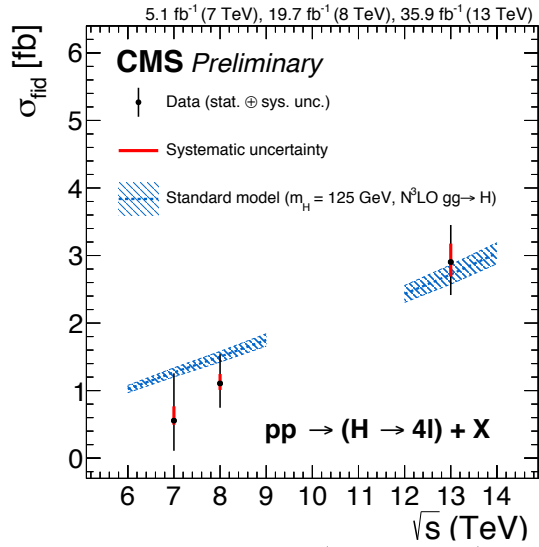 5.1 fb⁻¹ (7 TeV), 19.7 fb⁻¹ (8 TeV), 35.9 fb⁻¹ (13 TeV)
σ_fid [fb]
CMS Preliminary
Data (stat. ⊕ sys. unc.)
Systematic uncertainty
Standard model (m_H = 125 GeV, N³LO gg→ H)
6
5
4
3
2
1
0
pp → (H → 4l) + X
6 7 8 9 10 11 12 13 14
√s (TeV)